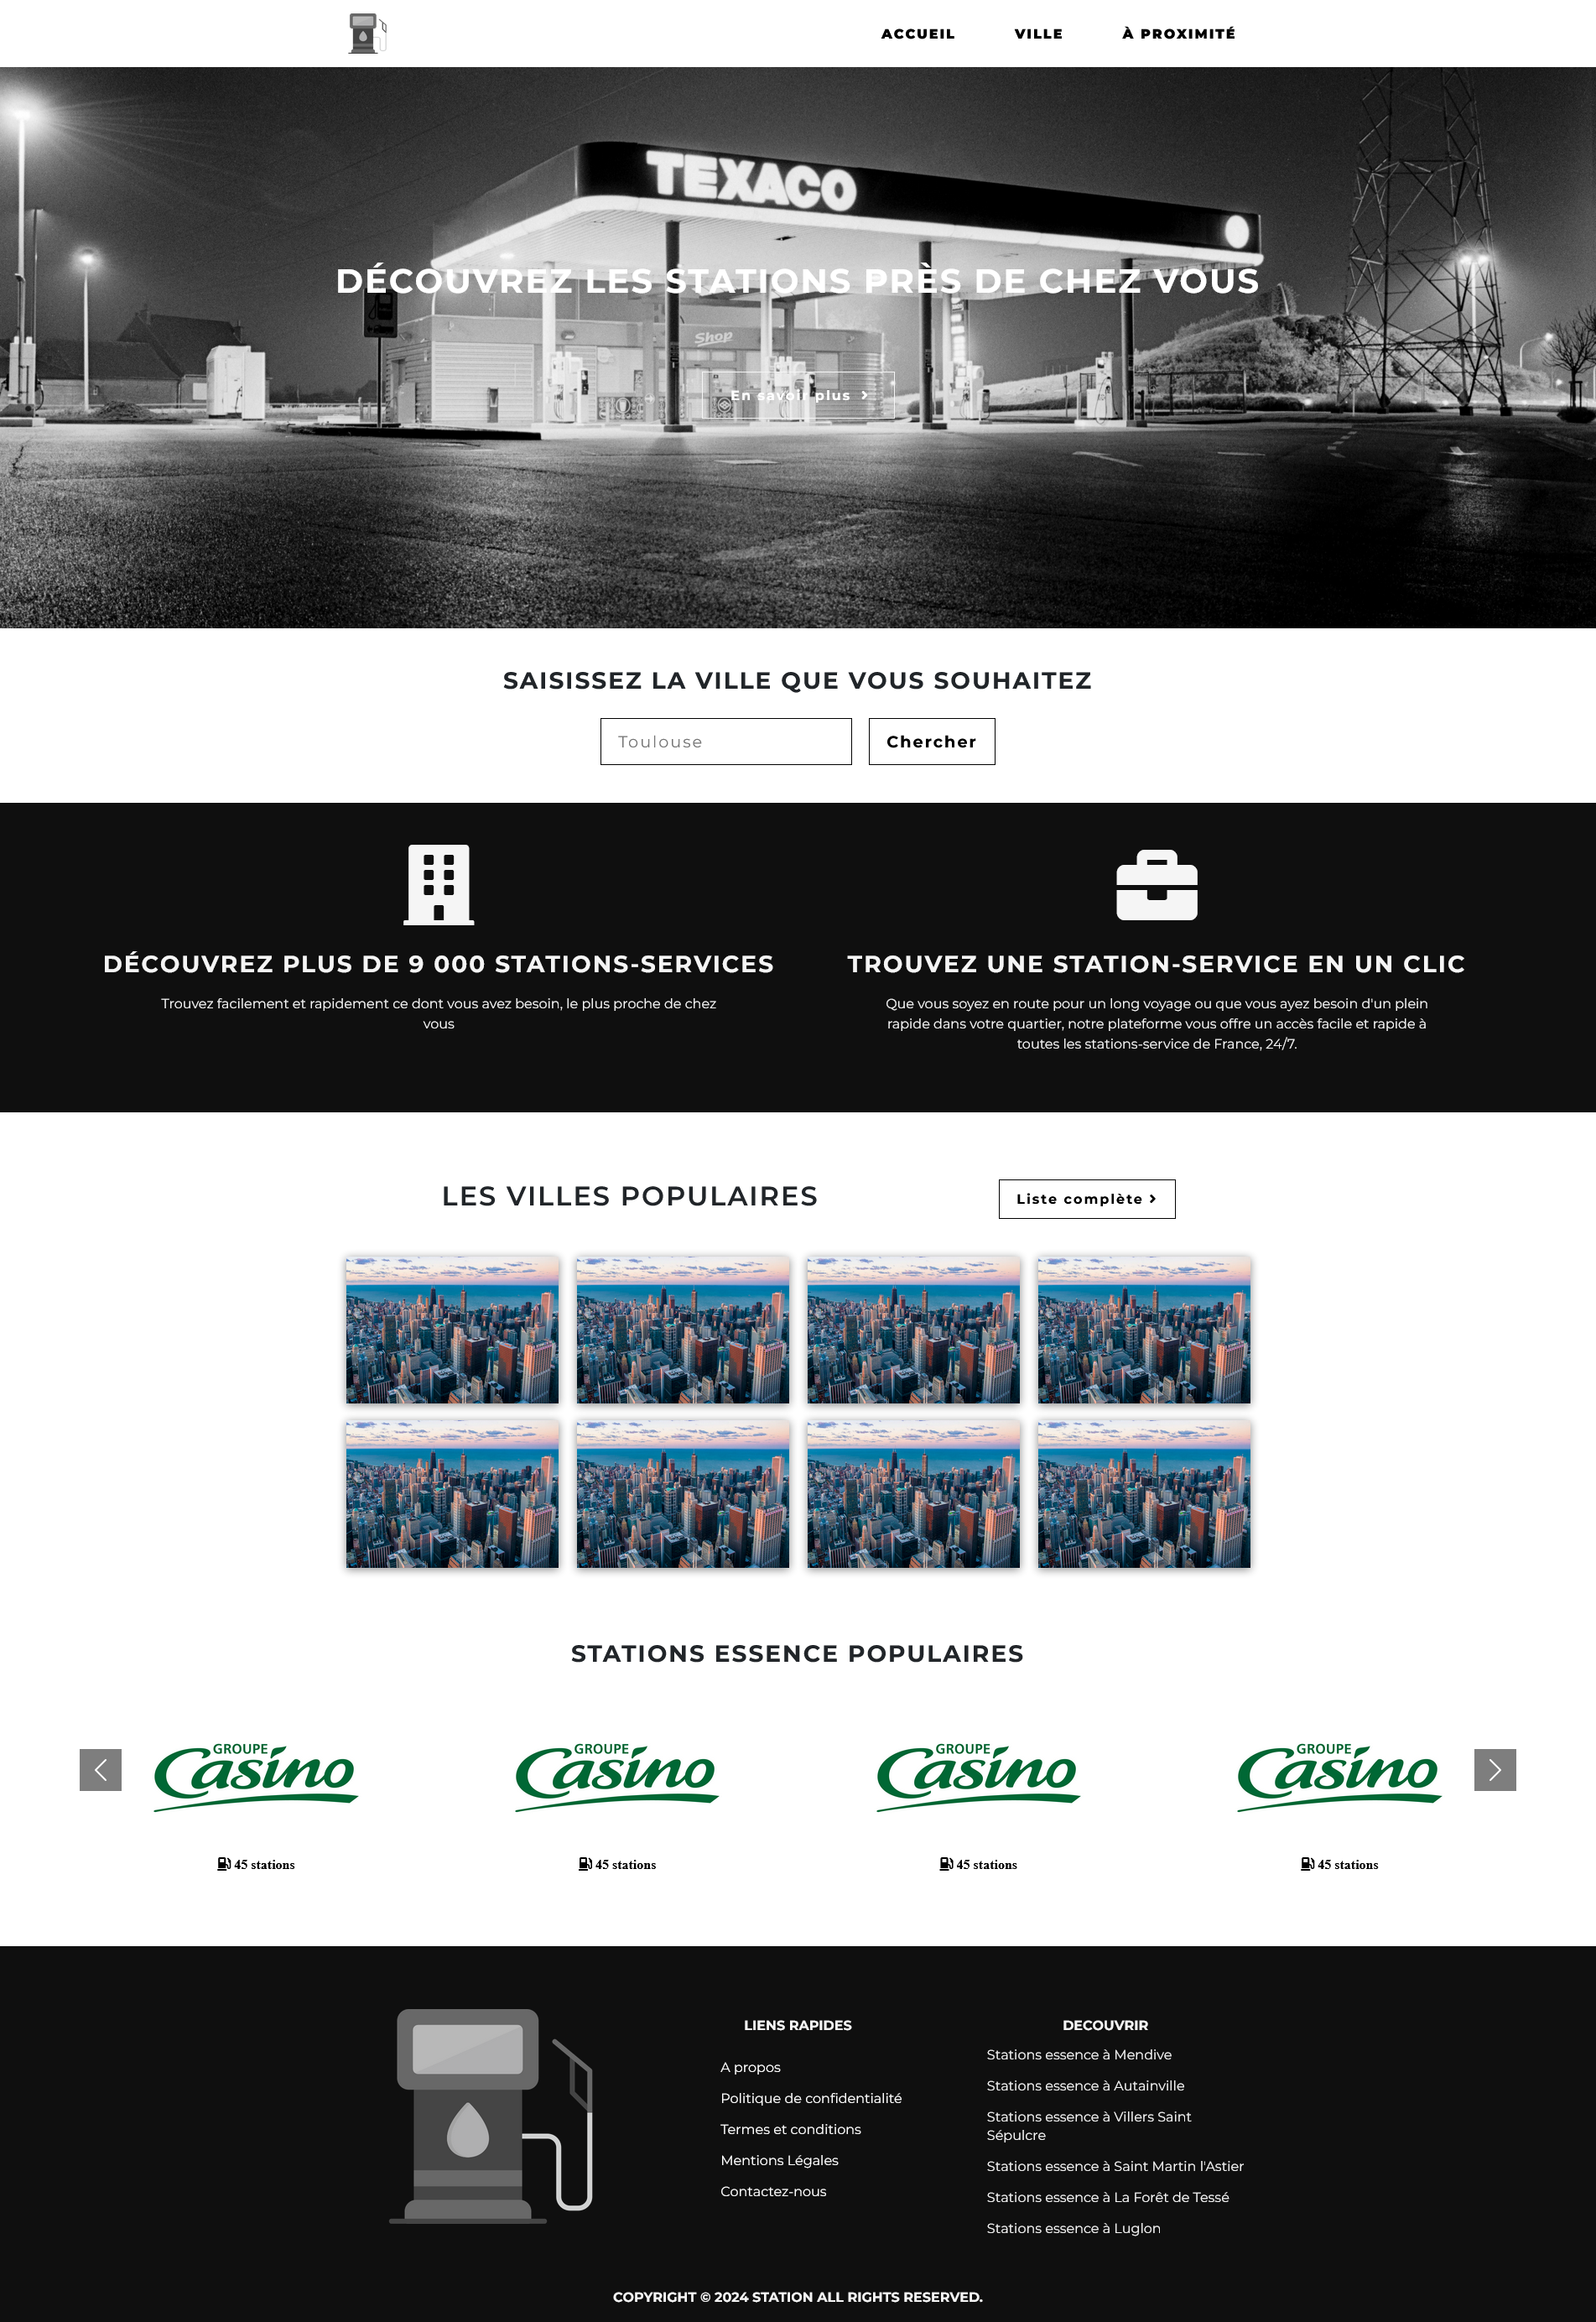 ACCUEIL VILLE À PROXIMITÉ
TEXACO
DÉCOUVREZ LES STATIONS PRÈS DE CHEZ VOUS
Shop
En savoir plus
SAISISSEZ LA VILLE QUE VOUS SOUHAITEZ
Toulouse Chercher
DÉCOUVREZ PLUS DE 9 000 STATIONS-SERVICES
Trouvez facilement et rapidement ce dont vous avez besoin, le plus proche de chez
vous
TROUVEZ UNE STATION-SERVICE EN UN CLIC
Que vous soyez en route pour un long voyage ou que vous ayez besoin d'un plein
rapide dans votre quartier, notre plateforme vous offre un accès facile et rapide à
toutes les stations-service de France, 24/7.
LES VILLES POPULAIRES
Liste complète
STATIONS ESSENCE POPULAIRES
GROUPE
Casino
45 stations
GROUPE
Casino
45 stations
GROUPE
Casino
45 stations
GROUPE
Casino
45 stations
LIENS RAPIDES
A propos
Politique de confidentialité
Termes et conditions
Mentions Légales
Contactez-nous
DECOUVRIR
Stations essence à Mendive
Stations essence à Autainville
Stations essence à Villers Saint
Sépulcre
Stations essence à Saint Martin l'Astier
Stations essence à La Forêt de Tessé
Stations essence à Luglon
COPYRIGHT © 2024 STATION ALL RIGHTS RESERVED.